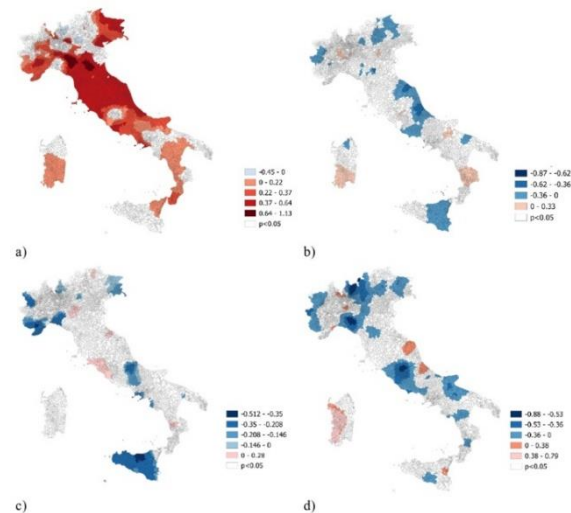 -0.45 - 0
0 - 0.22
0.22 - 0.37
0.37 - 0.64
0.64 - 1.13
p<0.05
a)
-0.87 - -0.62
-0.62 - -0.36
-0.36 - 0
0 - 0.33
p<0.05
b)
-0.512 - -0.35
-0.35 - -0.208
-0.208 - -0.146
-0.146 - 0
0 - 0.28
p<0.05
c)
-0.88 - -0.53
-0.53 - -0.36
-0.36 - 0
0 - 0.38
0.38 - 0.79
p<0.05
d)